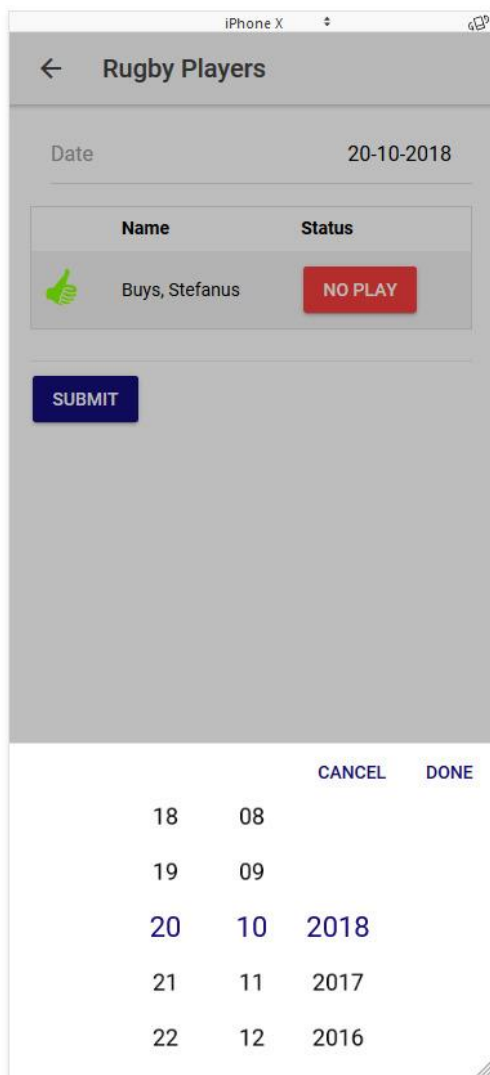 iPhone X
Rugby Players
Date 20-10-2018
Name Status
Buys, Stefanus NO PLAY
SUBMIT
CANCEL DONE
18 08
19 09
20 10 2018
21 11 2017
22 12 2016